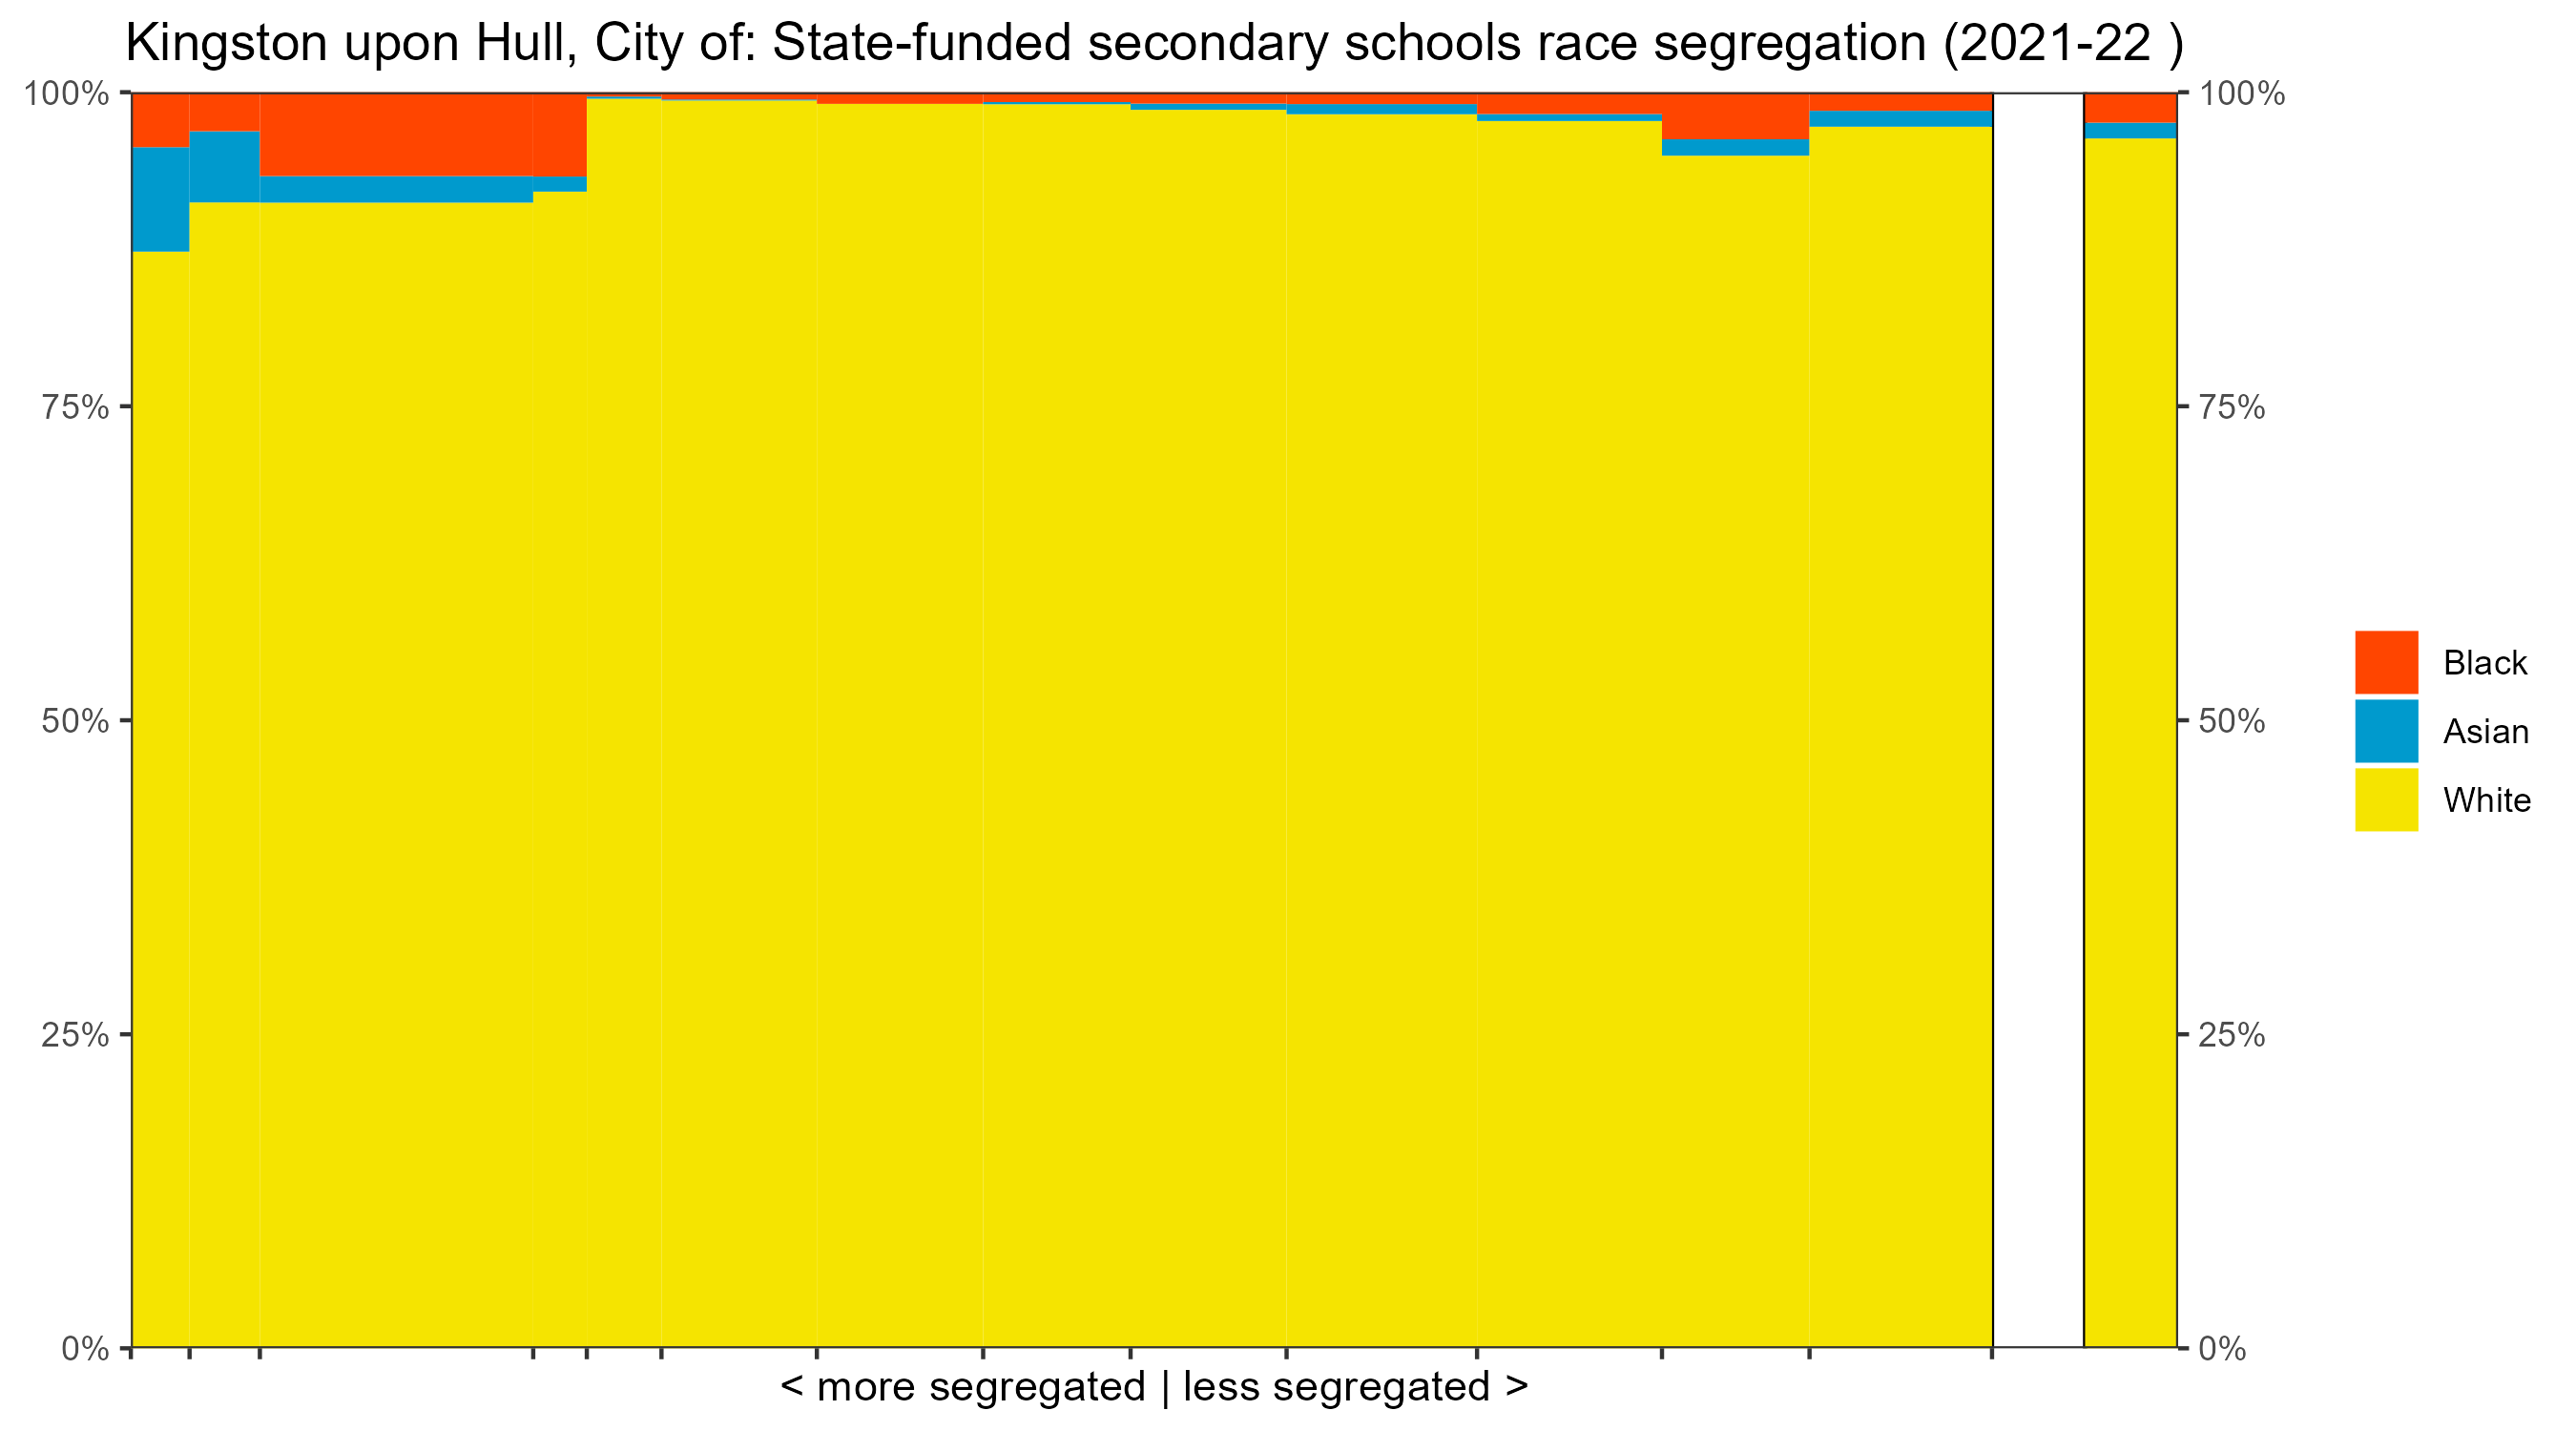 Kingston upon Hull, City of: State-funded secondary schools race segregation (2021-22 )
100%
100%
75%
75%
50%
50%
25%
25%
0%
0%
Black
Asian
White
< more segregated | less segregated >